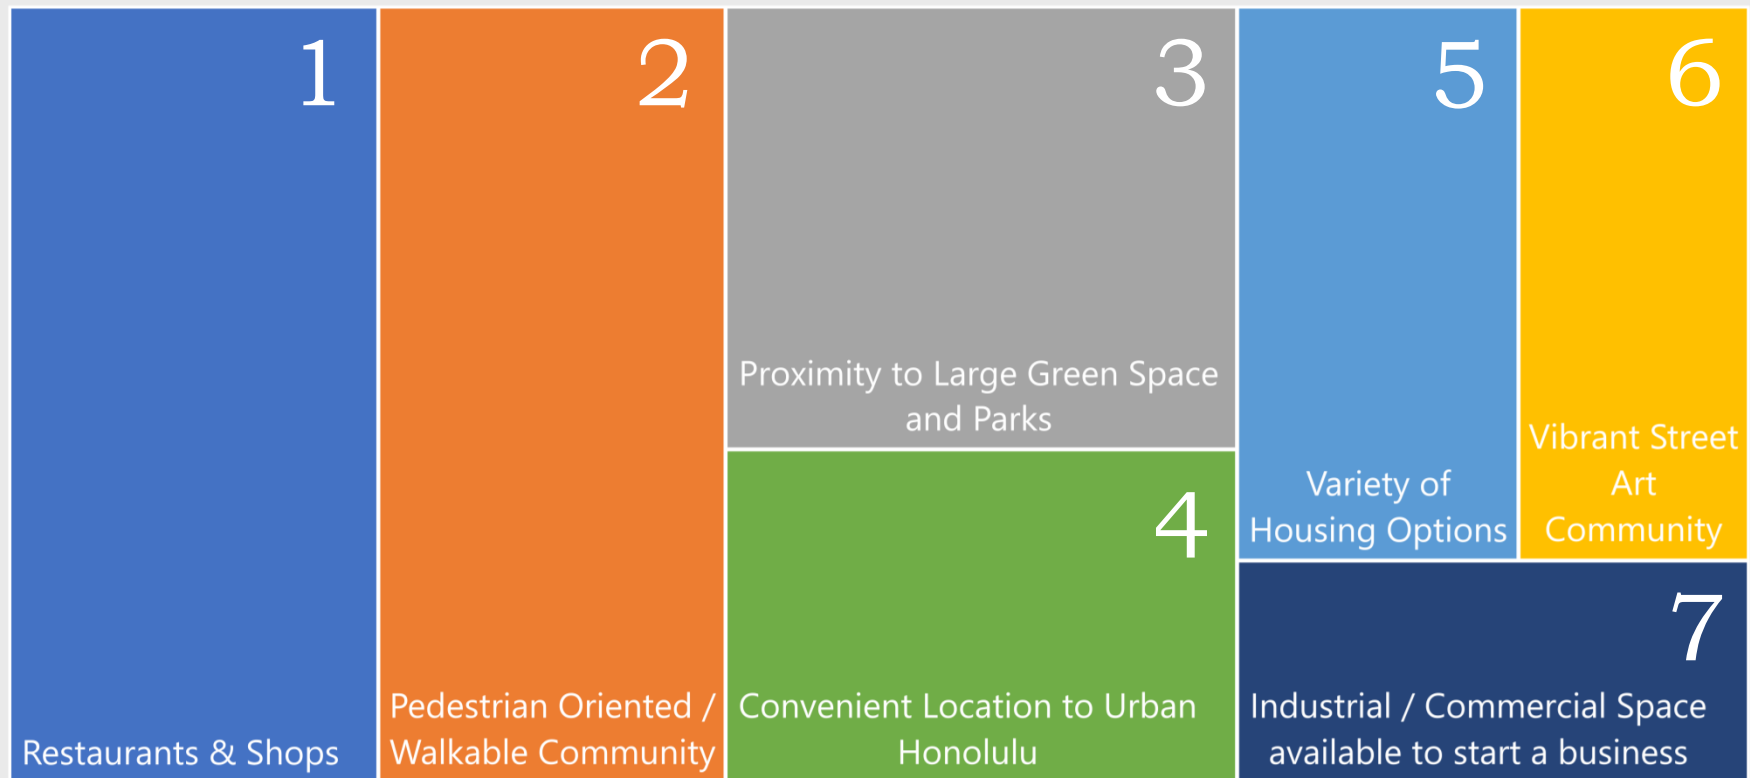 1
Restaurants & Shops
2
Pedestrian Oriented /
Walkable Community
3
Proximity to Large Green Space
and Parks
4
Convenient Location to Urban
Honolulu
5
Variety of
Housing Options
6
Vibrant Street
Art
Community
7
Industrial / Commercial Space
available to start a business